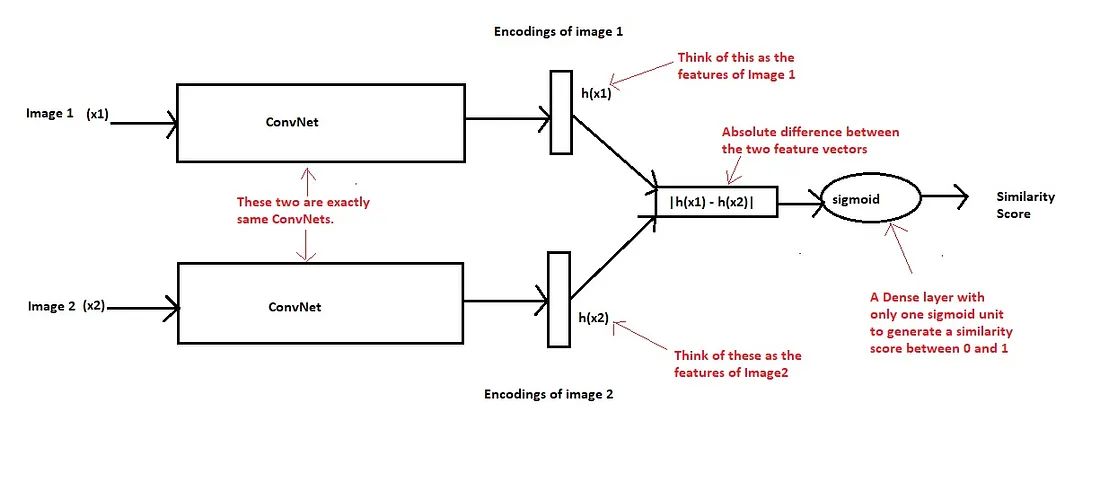 Encodings of image 1
Think of this as the
features of Image 1
h(x1)
Image 1 (x1)
ConvNet
Absolute difference between
the two feature vectors
These two are exactly
same ConvNets.
|h(x1) - h(x2)|
sigmoid
Similarity
Score
Image 2 (x2)
ConvNet
h(x2)
A Dense layer with
only one sigmoid unit
to generate a similarity
score between 0 and 1
Think of these as the
features of Image2
Encodings of image 2